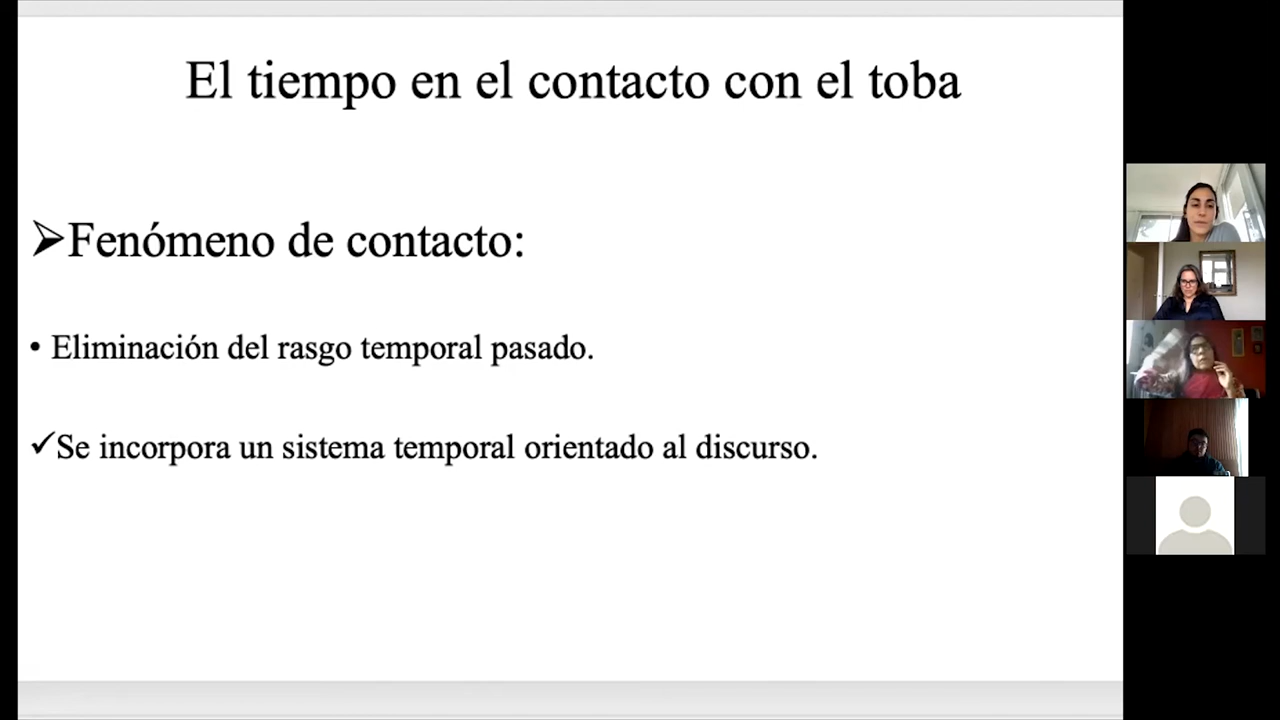 El tiempo en el contacto con el toba
➢Fenómeno de contacto:
• Eliminación del rasgo temporal pasado.
✓Se incorpora un sistema temporal orientado al discurso.